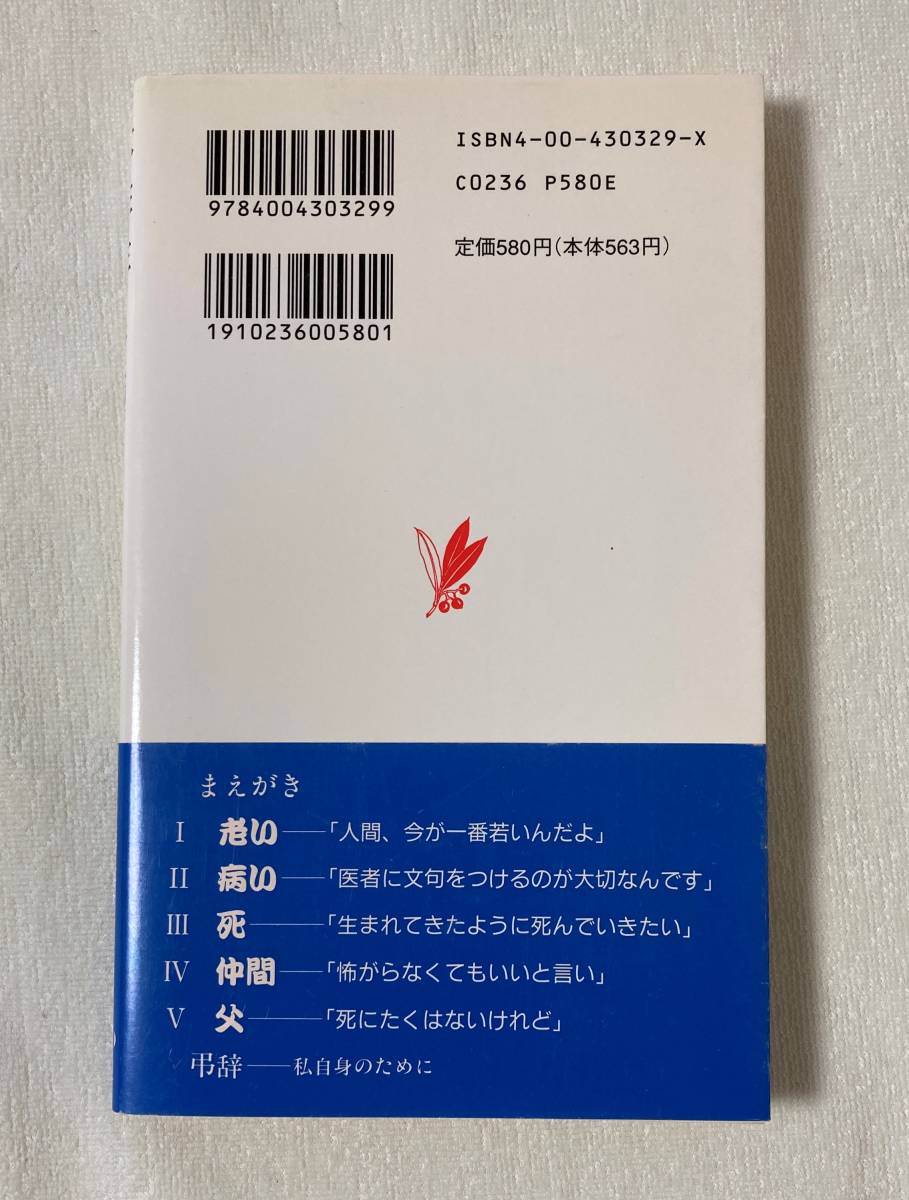 ISBN4-00-430329-X
C0236 P580E
定価580円(本体563円)
9784004303299
1910236005801
まえがき
I 老い──「人間、今が一番若いんだよ」
II 病い──「医者に文句をつけるのが大切なんです」
III 死──「生まれてきたように死んでいきたい」
IV 仲間──「怖がらなくてもいいと言い」
V 父──「死にたくはないけれど」
弔辞──私自身のために